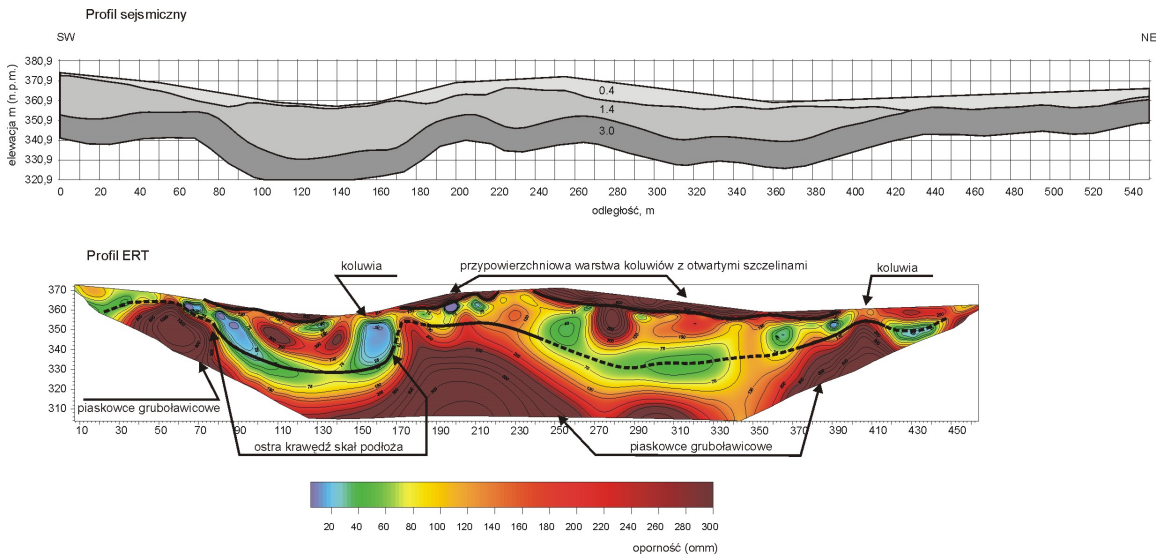 Profil sejsmiczny
SW
NE
380,9
370,9
360,9
350,9
340,9
330,9
320,9
elewacja m (n.p.m.)
0.4
1.4
3.0
0 20 40 60 80 100 120 140 160 180 200 220 240 260 280 300 320 340 360 380 400 420 440 460 480 500 520 540
odległość, m
Profil ERT
koluwia
przypowierzchniowa warstwa koluwiów z otwartymi szczelinami
koluwia
370
360
350
340
330
320
310
piaskowce gruboławicowe
ostra krawędź skał podłoża
piaskowce gruboławicowe
10 30 50 70 90 110 130 150 170 190 210 230 250 270 290 310 330 350 370 390 410 430 450
20 40 60 80 100 120 140 160 180 200 220 240 260 280 300
oporność (omm)